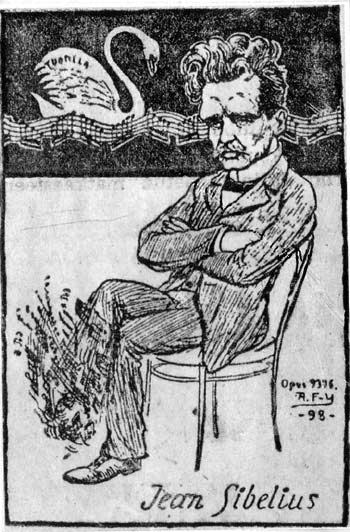 TUONELA
Opus 9376.
A.F-Y
-98-
Jean Sibelius